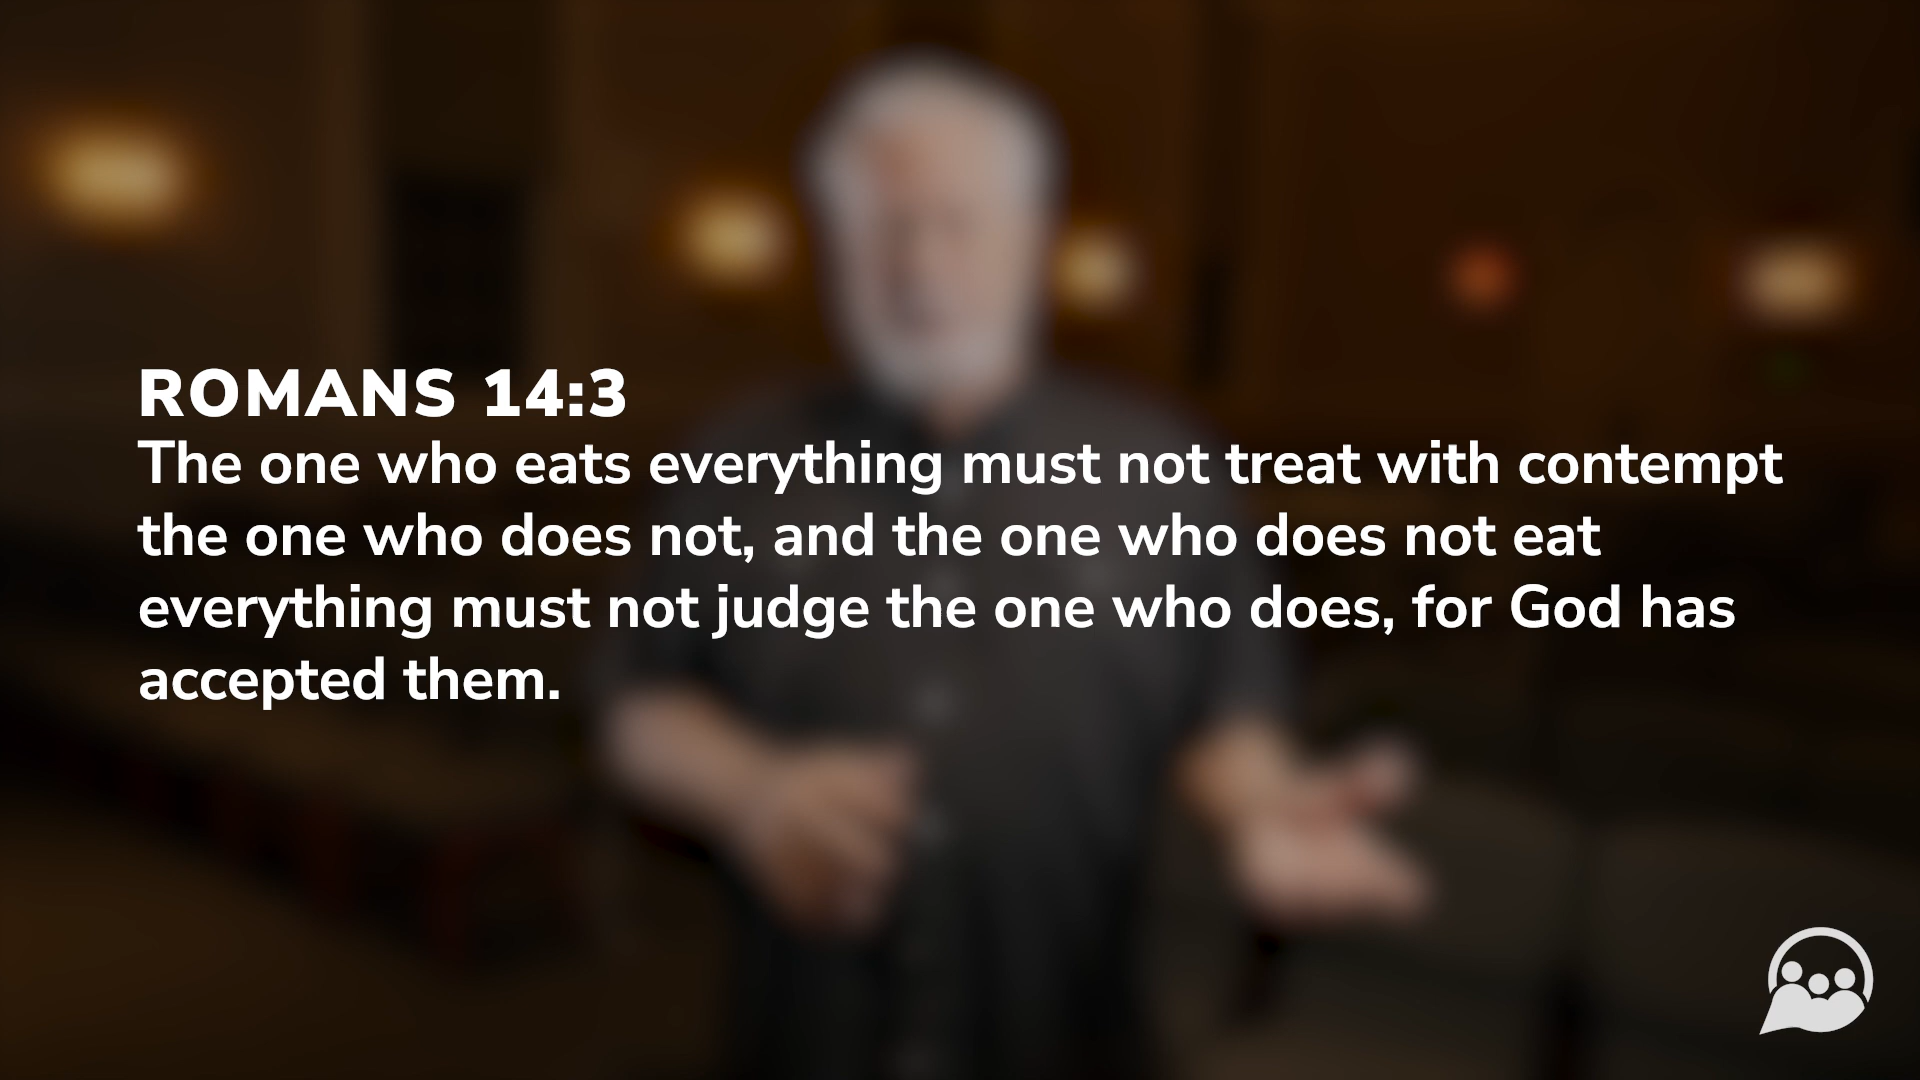 ROMANS 14:3
The one who eats everything must not treat with contempt
the one who does not, and the one who does not eat
everything must not judge the one who does, for God has
accepted them.